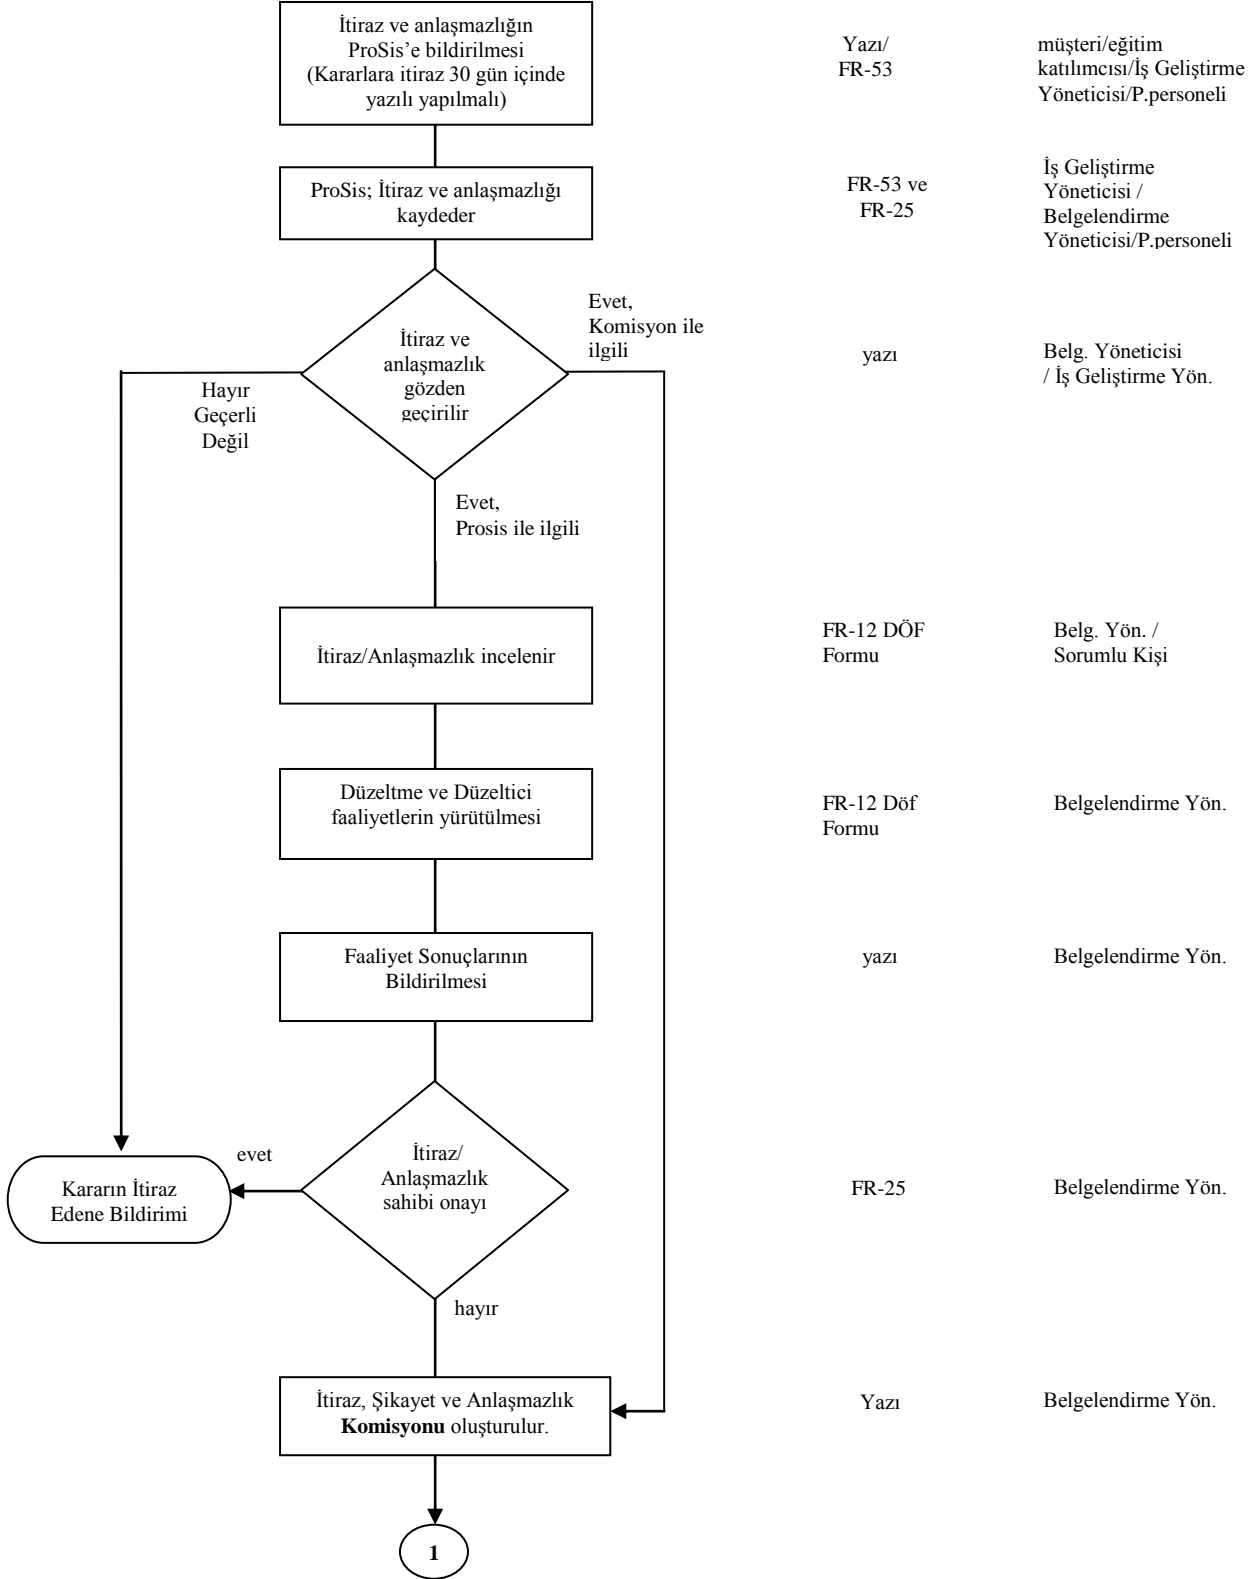 İtiraz ve anlaşmazlığın
ProSis’e bildirilmesi
(Kararlara itiraz 30 gün içinde
yazılı yapılmalı)
Yazı/
FR-53
müşteri/eğitim
katılımcısı/İş Geliştirme
Yöneticisi/P.personeli
ProSis; İtiraz ve anlaşmazlığı
kaydeder
FR-53 ve
FR-25
İş Geliştirme
Yöneticisi /
Belgelendirme
Yöneticisi/P.personeli
İtiraz ve
anlaşmazlık
gözden
geçirilir
Evet,
Komisyon ile
ilgili
yazı
Belg. Yöneticisi
/ İş Geliştirme Yön.
Hayır
Geçerli
Değil
Evet,
Prosis ile ilgili
İtiraz/Anlaşmazlık incelenir
FR-12 DÖF
Formu
Belg. Yön. /
Sorumlu Kişi
Düzeltme ve Düzeltici
faaliyetlerin yürütülmesi
FR-12 Döf
Formu
Belgelendirme Yön.
Faaliyet Sonuçlarının
Bildirilmesi
yazı
Belgelendirme Yön.
İtiraz/
Anlaşmazlık
sahibi onayı
evet
Kararın İtiraz
Edene Bildirimi
FR-25
Belgelendirme Yön.
hayır
İtiraz, Şikayet ve Anlaşmazlık
Komisyonu oluşturulur.
Yazı
Belgelendirme Yön.
1